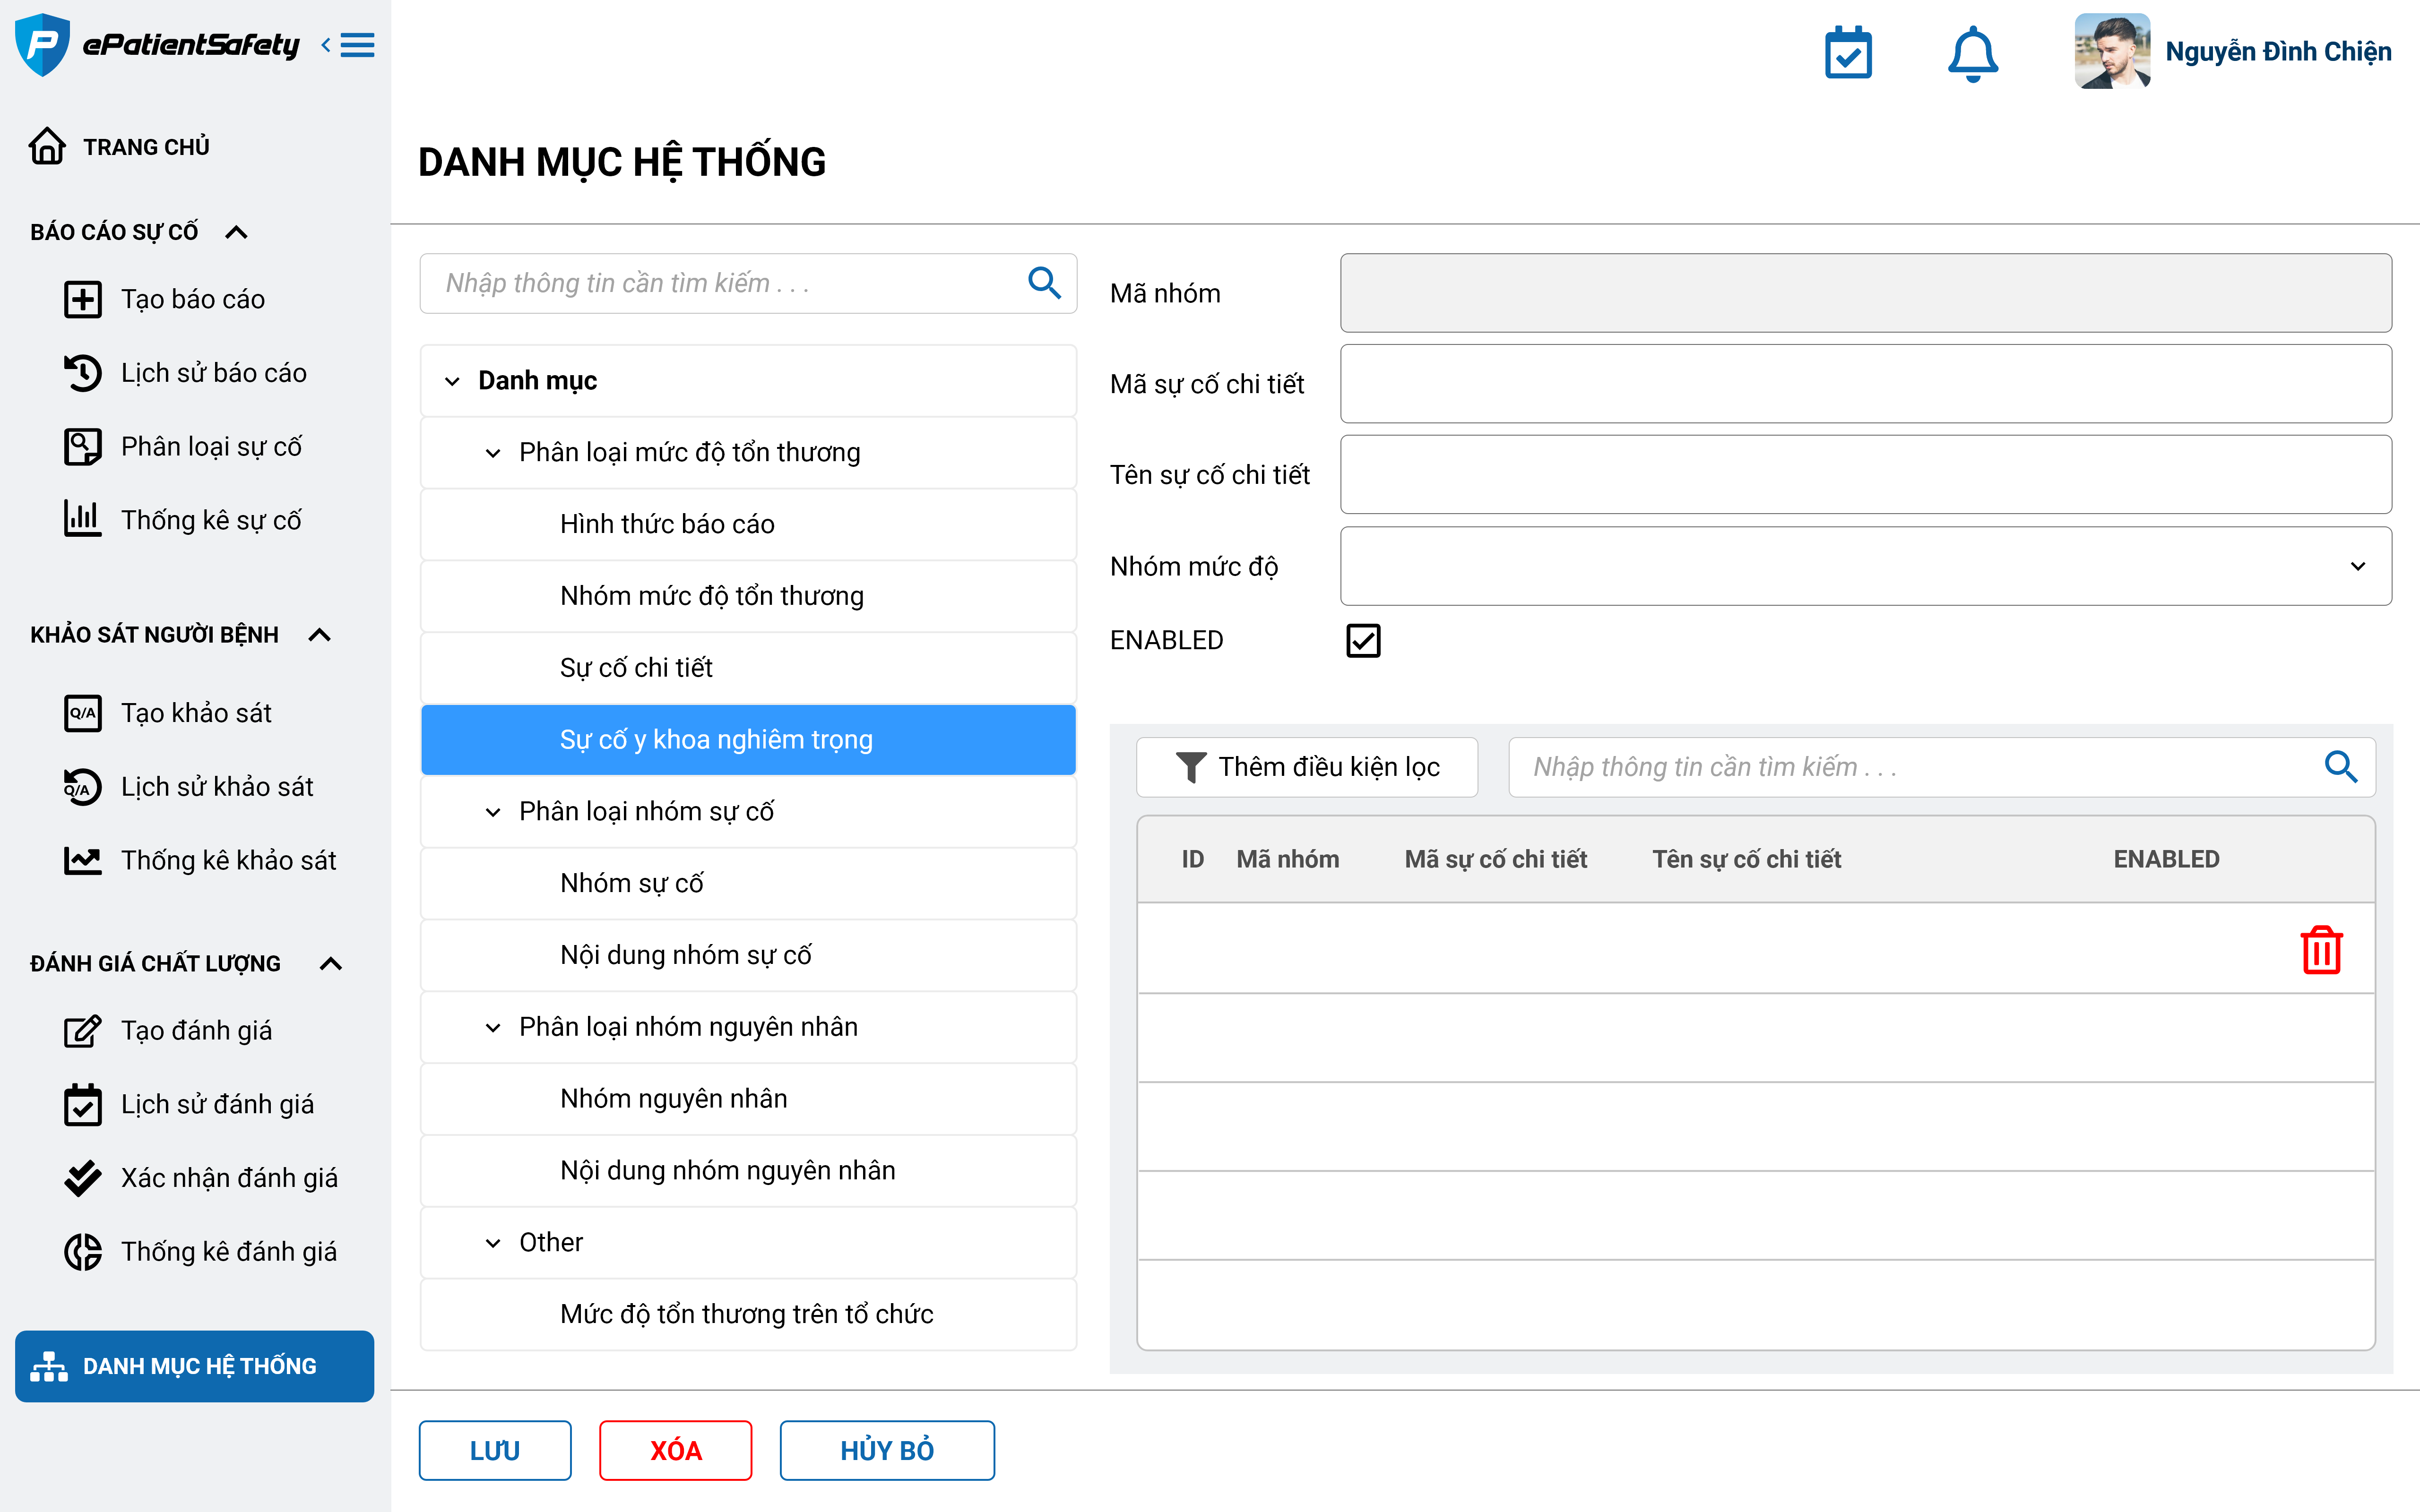 ePatientSafety
Nguyễn Đình Chiện
TRANG CHỦ
BÁO CÁO SỰ CỐ
Tạo báo cáo
Lịch sử báo cáo
Phân loại sự cố
Thống kê sự cố
KHẢO SÁT NGƯỜI BỆNH
Q/A Tạo khảo sát
Q/A Lịch sử khảo sát
Thống kê khảo sát
ĐÁNH GIÁ CHẤT LƯỢNG
Tạo đánh giá
Lịch sử đánh giá
Xác nhận đánh giá
Thống kê đánh giá
DANH MỤC HỆ THỐNG
DANH MỤC HỆ THỐNG
Nhập thông tin cần tìm kiếm . . .
Danh mục
Phân loại mức độ tổn thương
Hình thức báo cáo
Nhóm mức độ tổn thương
Sự cố chi tiết
Sự cố y khoa nghiêm trọng
Phân loại nhóm sự cố
Nhóm sự cố
Nội dung nhóm sự cố
Phân loại nhóm nguyên nhân
Nhóm nguyên nhân
Nội dung nhóm nguyên nhân
Other
Mức độ tổn thương trên tổ chức
Mã nhóm
Mã sự cố chi tiết
Tên sự cố chi tiết
Nhóm mức độ
ENABLED
Thêm điều kiện lọc
Nhập thông tin cần tìm kiếm . . .
ID Mã nhóm Mã sự cố chi tiết Tên sự cố chi tiết ENABLED
LƯU XÓA HỦY BỎ